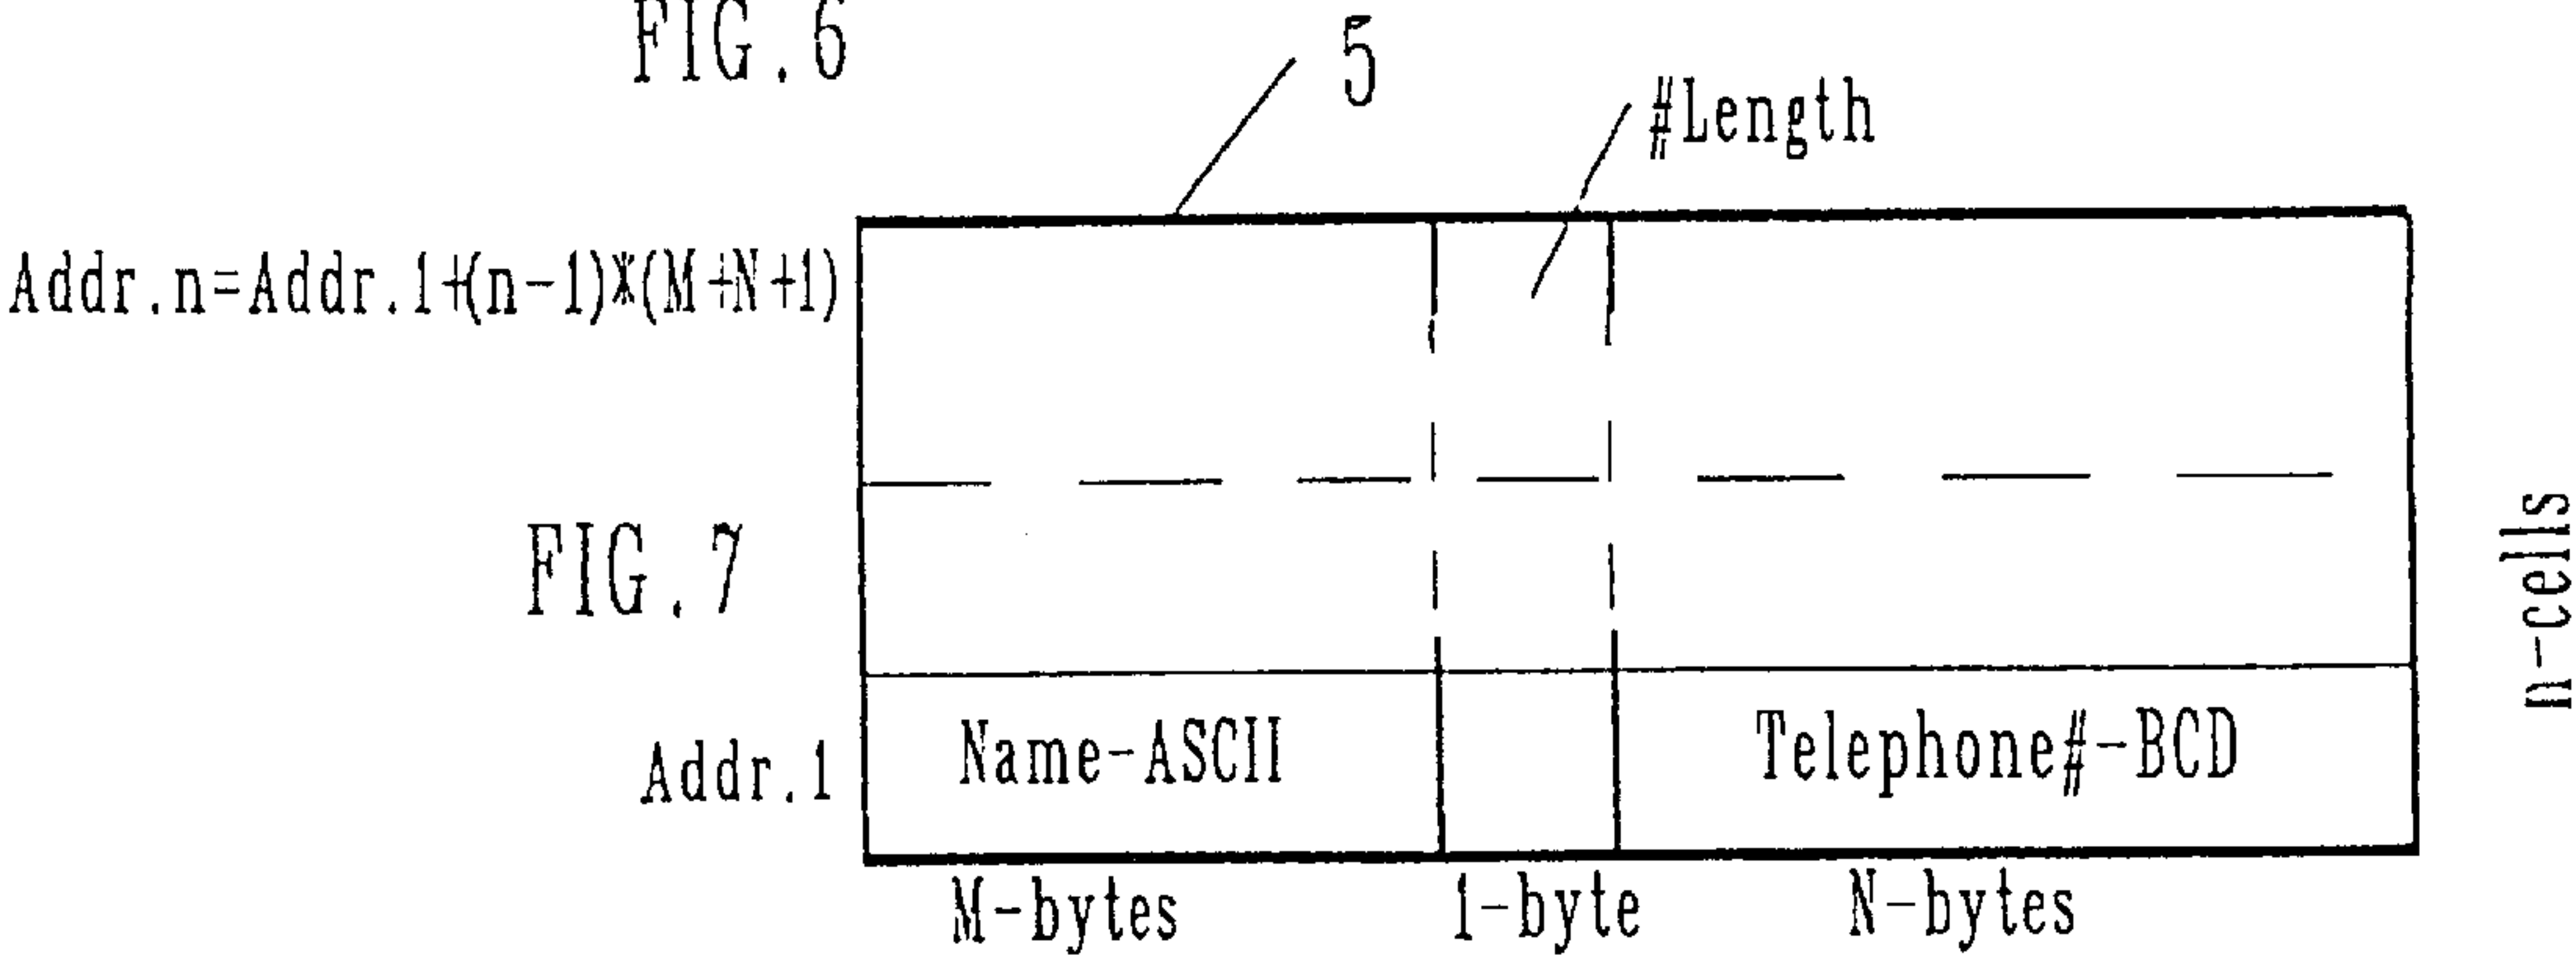 FIG.6
5
#Length
Addr.n=Addr.1+(n-1)*(M+N+1)
n-cells
FIG.7
Addr.1
Name-ASCII
Telephone#-BCD
M-bytes
1-byte
N-bytes